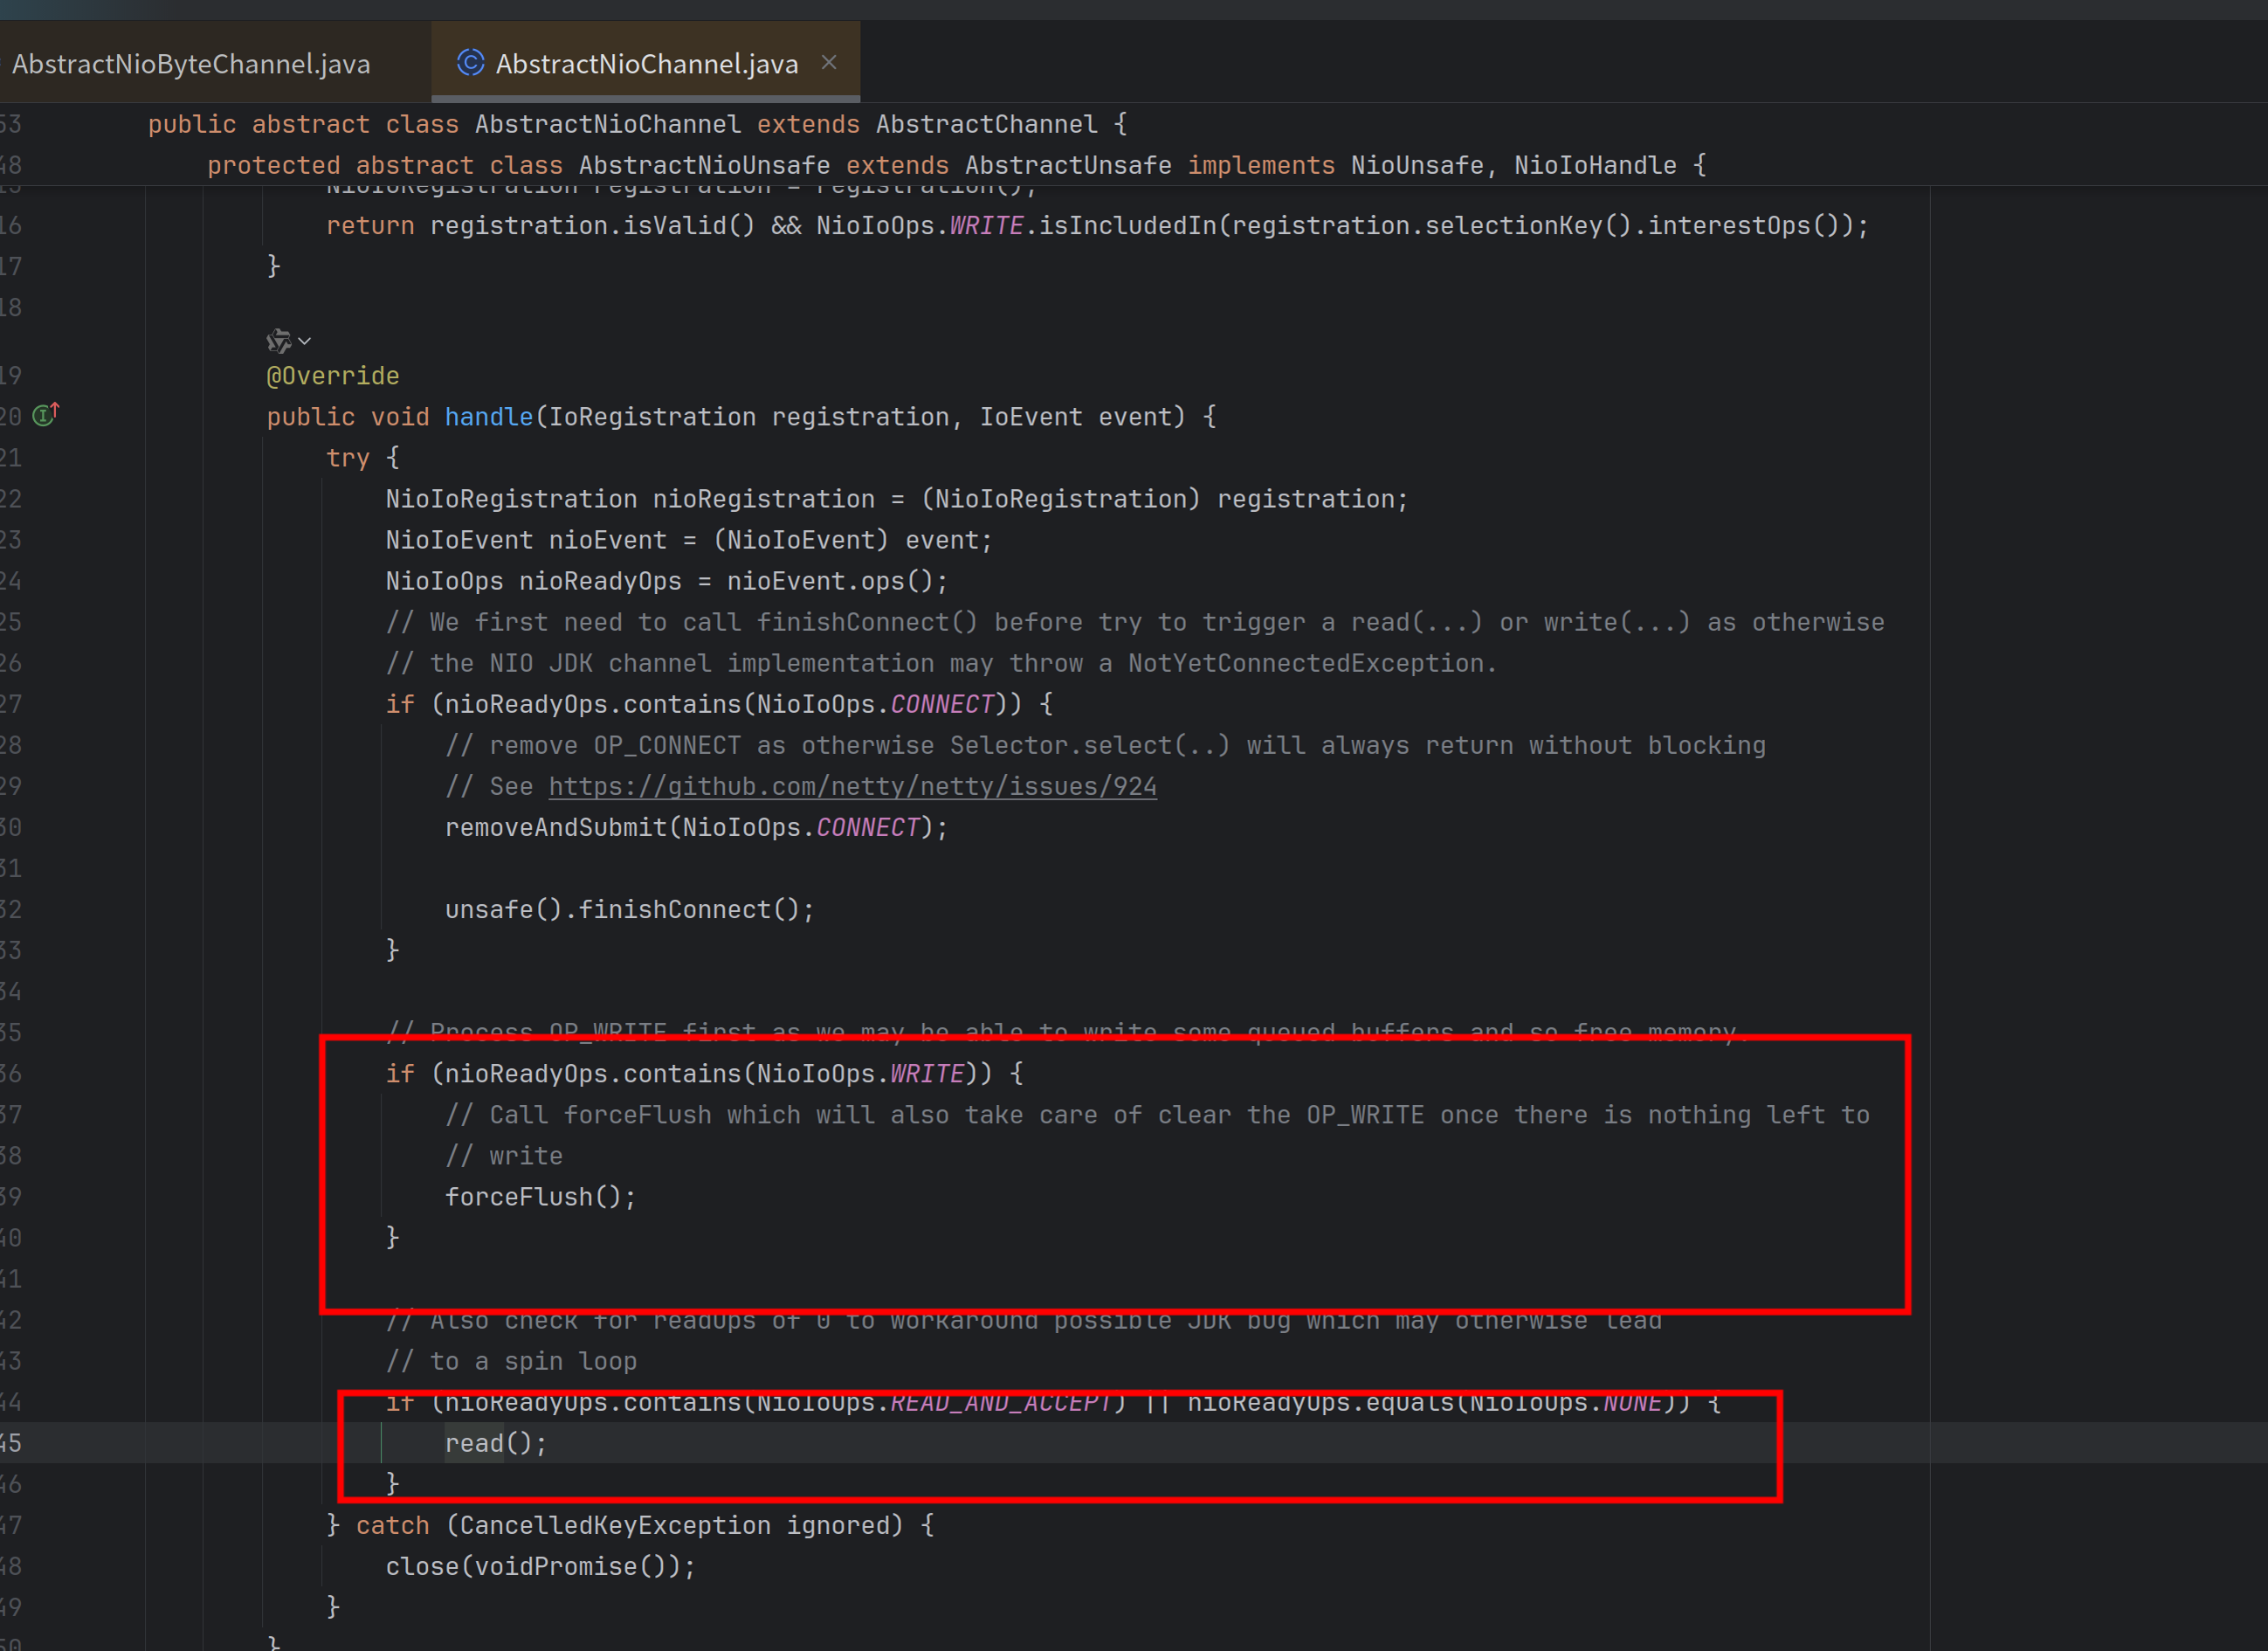 AbstractNioByteChannel.java
AbstractNioChannel.java
53 public abstract class AbstractNioChannel extends AbstractChannel {
48 protected abstract class AbstractNioUnsafe extends AbstractUnsafe implements NioUnsafe, NioIoHandle {
15 NioIoRegistration registration = registration();
16 return registration.isValid() && NioIoOps.WRITE.isIncludedIn(registration.selectionKey().interestOps());
17 }
18
19 @Override
20 public void handle(IoRegistration registration, IoEvent event) {
21 try {
22 NioIoRegistration nioRegistration = (NioIoRegistration) registration;
23 NioIoEvent nioEvent = (NioIoEvent) event;
24 NioIoOps nioReadyOps = nioEvent.ops();
25 // We first need to call finishConnect() before try to trigger a read(...) or write(...) as otherwise
26 // the NIO JDK channel implementation may throw a NotYetConnectedException.
27 if (nioReadyOps.contains(NioIoOps.CONNECT)) {
28 // remove OP_CONNECT as otherwise Selector.select(..) will always return without blocking
29 // See https://github.com/netty/netty/issues/924
30 removeAndSubmit(NioIoOps.CONNECT);
31
32 unsafe().finishConnect();
33 }
34
35 // Process OP_WRITE first as we may be able to write some queued buffers and so free memory.
36 if (nioReadyOps.contains(NioIoOps.WRITE)) {
37 // Call forceFlush which will also take care of clear the OP_WRITE once there is nothing left to
38 // write
39 forceFlush();
40 }
41
42 // Also check for readOps of 0 to workaround possible JDK bug which may otherwise lead
43 // to a spin loop
44 if (nioReadyOps.contains(NioIoOps.READ_AND_ACCEPT) || nioReadyOps.equals(NioIoOps.NONE)) {
45 read();
46 }
47 } catch (CancelledKeyException ignored) {
48 close(voidPromise());
49 }
50 }